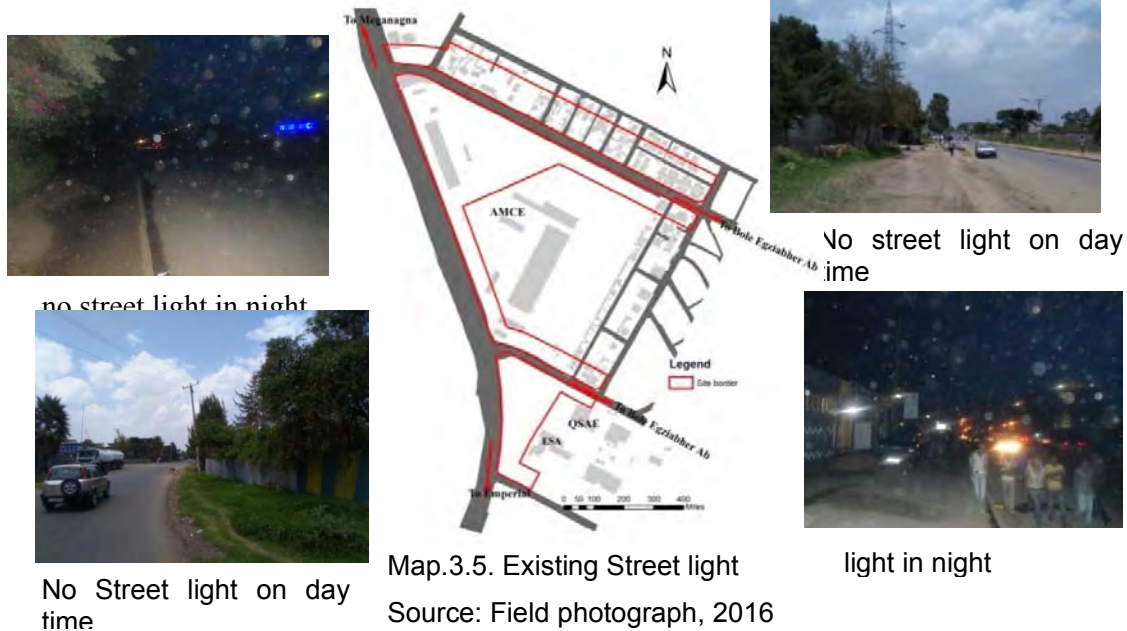 To Meganagna
N
AMCE
To Bole Egziabher Ab
No street light on day
time
no street light in night
Legend
Site border
To Bole Egziabher Ab
QSAE
ESA
To Emperial
0 50 100 200 300 400
Miles
No Street light on day
time
Map.3.5. Existing Street light
Source: Field photograph, 2016
light in night